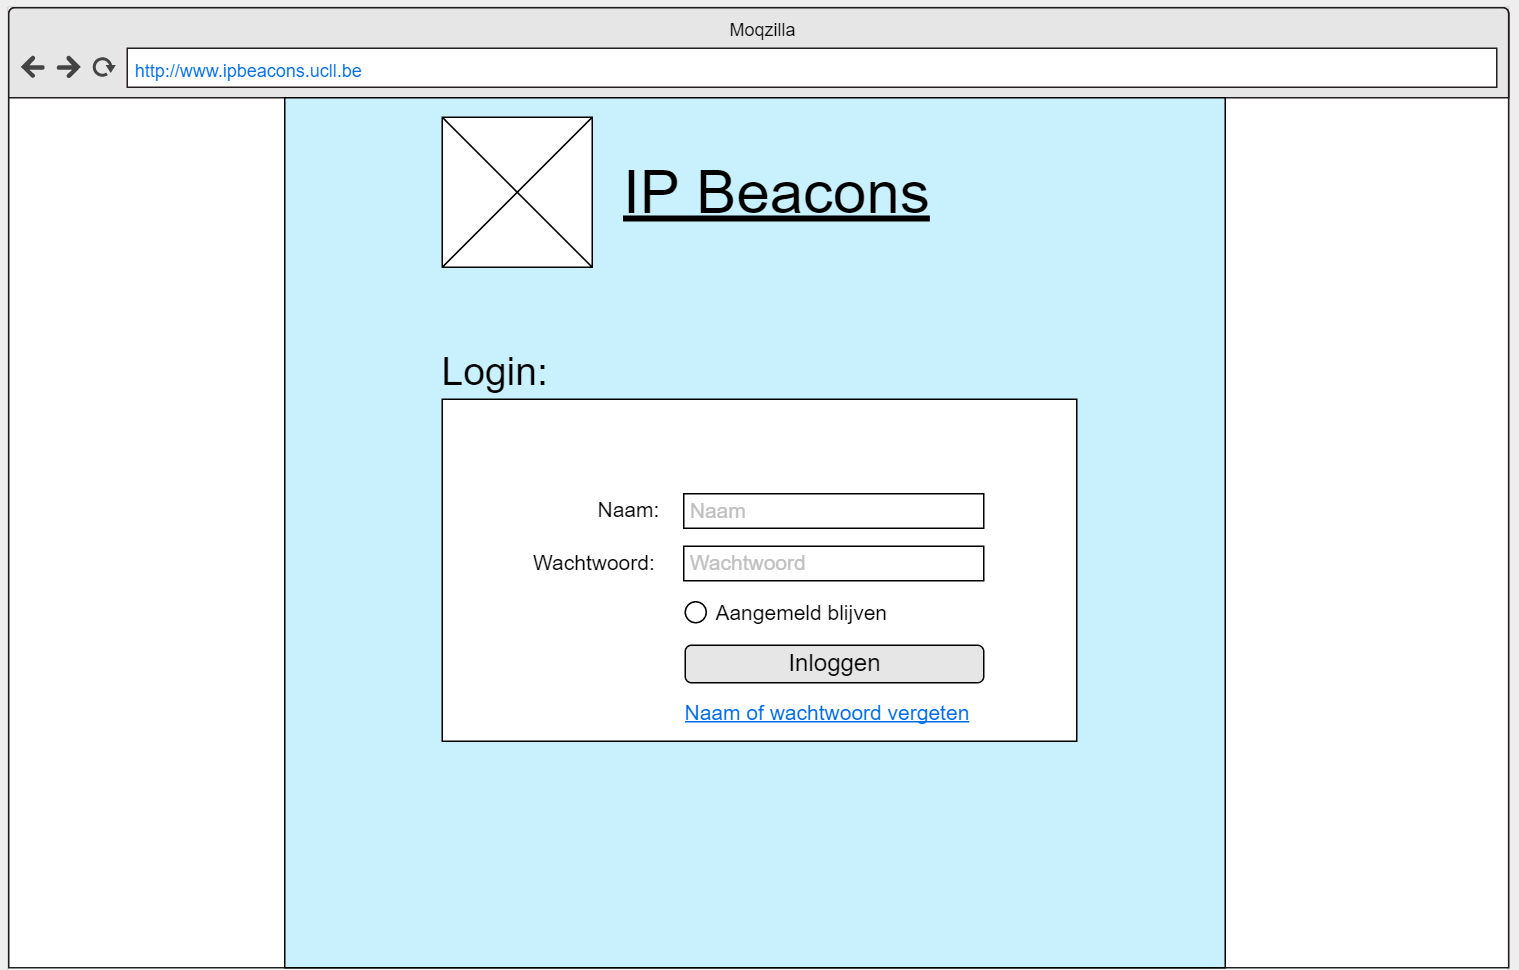 Moqzilla
http://www.ipbeacons.ucll.be
IP Beacons
Login:
Naam: Naam
Wachtwoord: Wachtwoord
Aangemeld blijven
Inloggen
Naam of wachtwoord vergeten